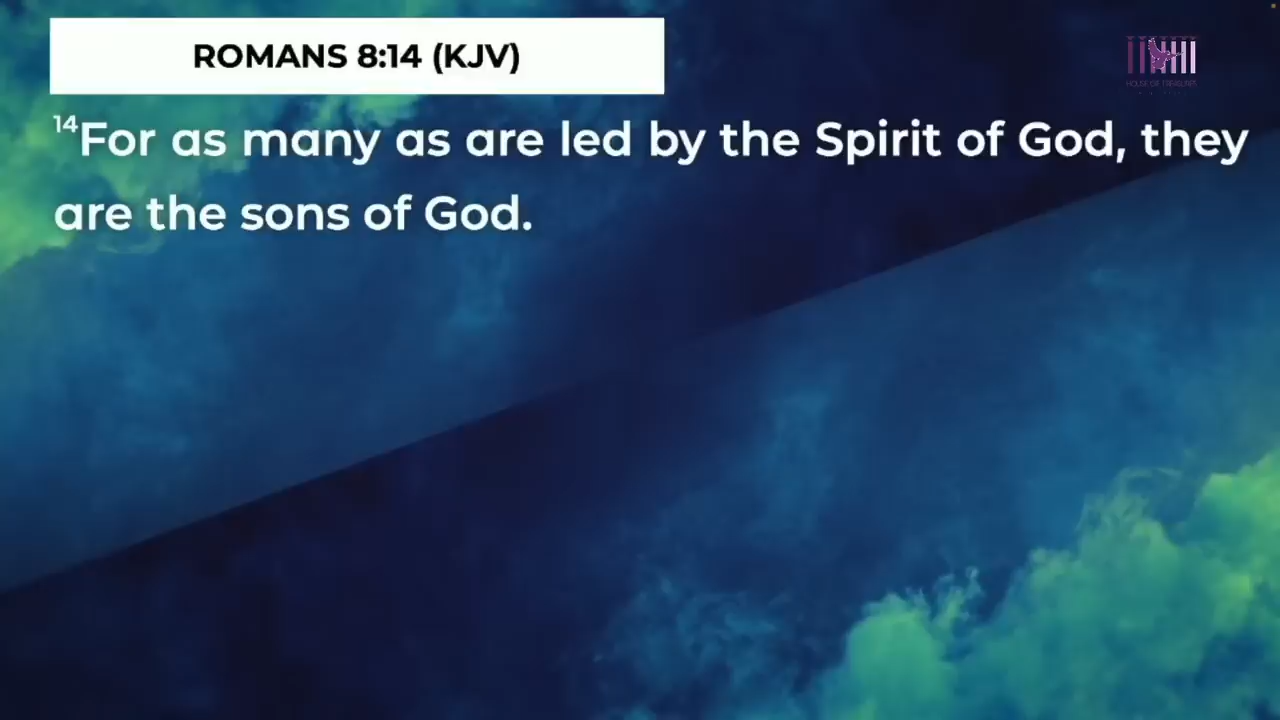 ROMANS 8:14 (KJV)
14For as many as are led by the Spirit of God, they
are the sons of God.